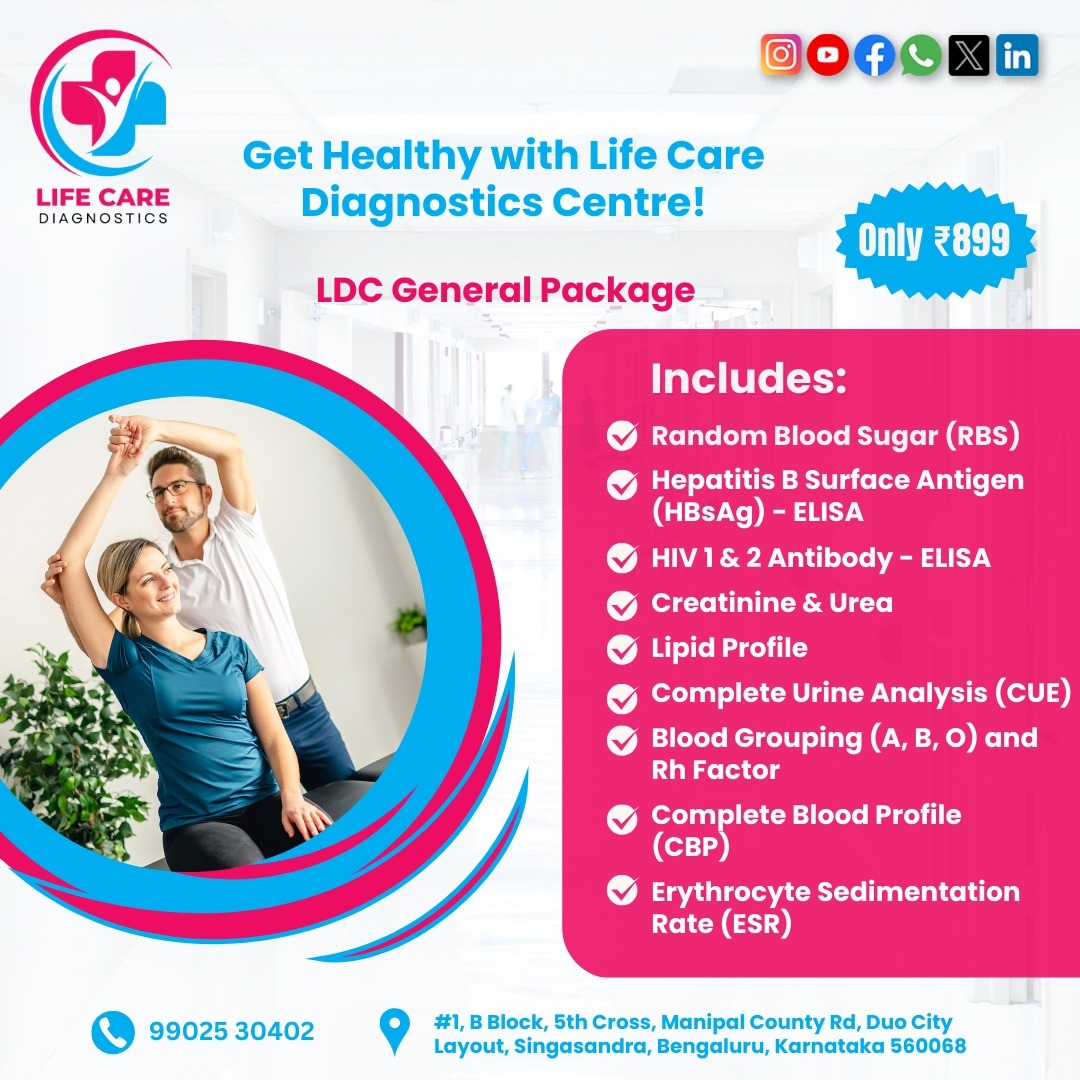 LIFE CARE
DIAGNOSTICS
Get Healthy with Life Care
Diagnostics Centre!
Only ₹899
LDC General Package
Includes:
Random Blood Sugar (RBS)
Hepatitis B Surface Antigen
(HBsAg) - ELISA
HIV 1 & 2 Antibody - ELISA
Creatinine & Urea
Lipid Profile
Complete Urine Analysis (CUE)
Blood Grouping (A, B, O) and
Rh Factor
Complete Blood Profile
(CBP)
Erythrocyte Sedimentation
Rate (ESR)
99025 30402
#1, B Block, 5th Cross, Manipal County Rd, Duo City
Layout, Singasandra, Bengaluru, Karnataka 560068